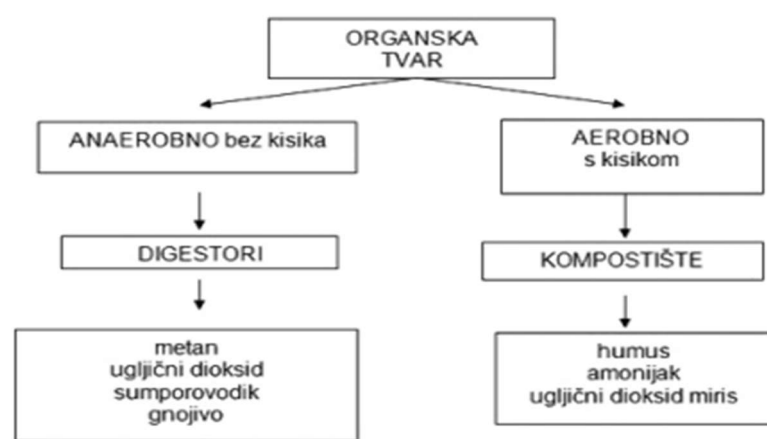 ORGANSKA
TVAR
ANAEROBNO bez kisika
AEROBNO
s kisikom
DIGESTORI
KOMPOSTIŠTE
metan
ugljični dioksid
sumporovodik
gnojivo
humus
amonijak
ugljični dioksid miris